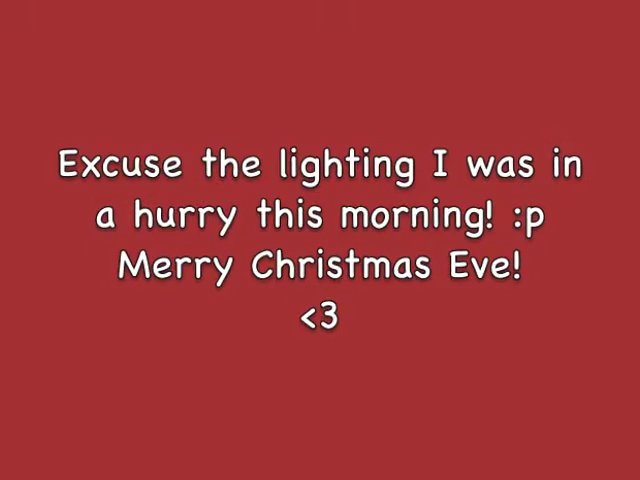 Excuse the lighting I was in
a hurry this morning! :p
Merry Christmas Eve!
<3